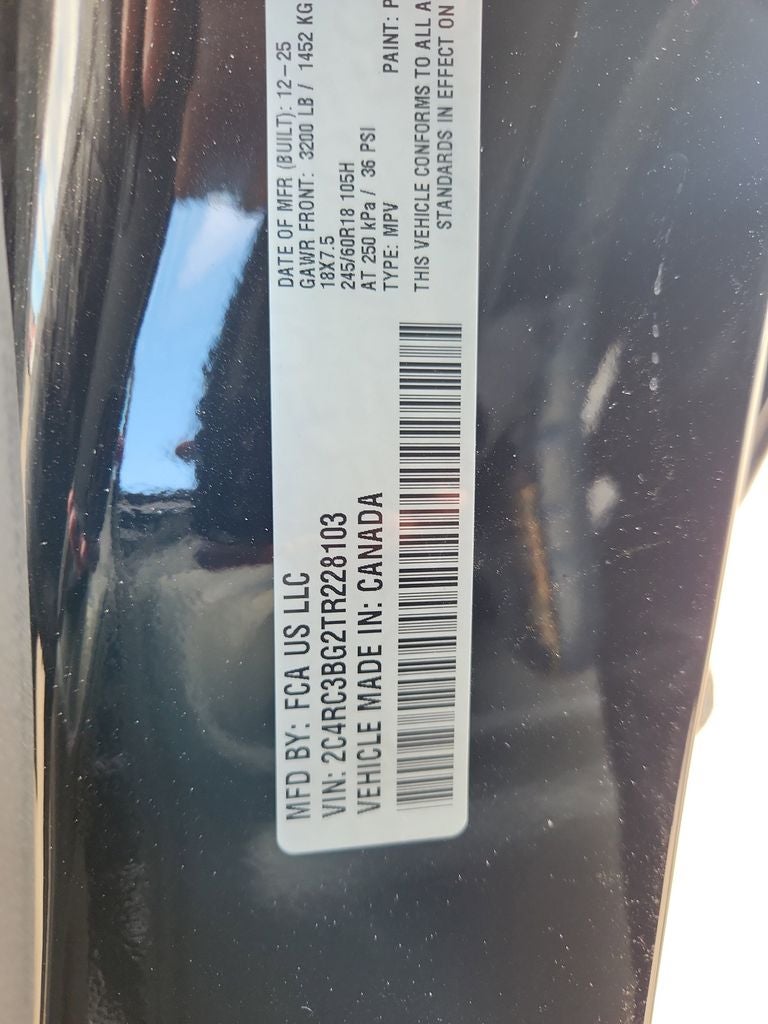 MFD BY: FCA US LLC
VIN: 2C4RC3BG2TR228103
VEHICLE MADE IN: CANADA
DATE OF MFR (BUILT): 12-25
GAWR FRONT: 3200 LB / 1452 KG
18X7.5
245/60R18 105H
AT 250 kPa / 36 PSI
TYPE: MPV PAINT: P
THIS VEHICLE CONFORMS TO ALL A
STANDARDS IN EFFECT ON